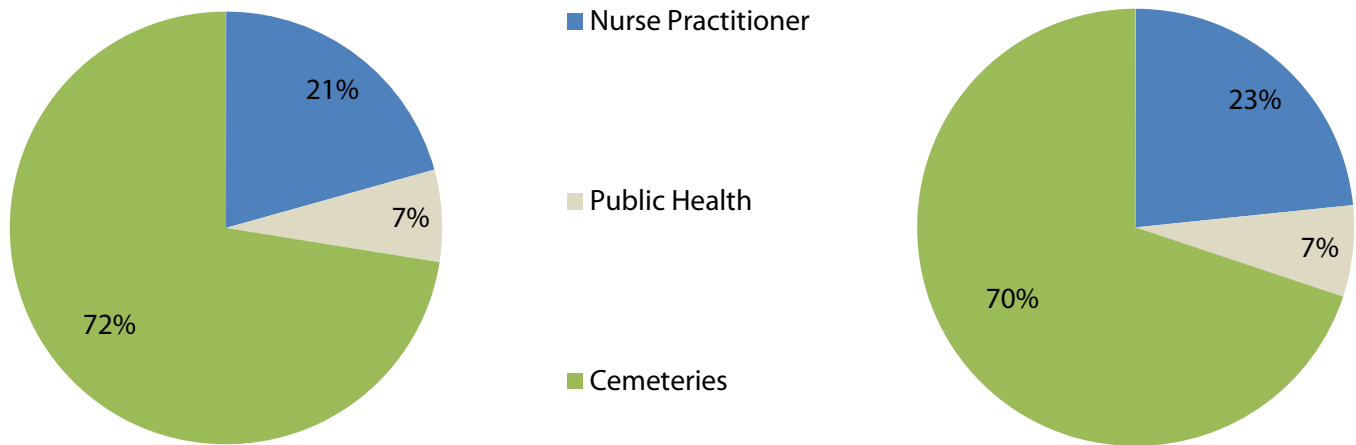 21%
7%
72%
Nurse Practitioner
Public Health
Cemeteries
23%
7%
70%